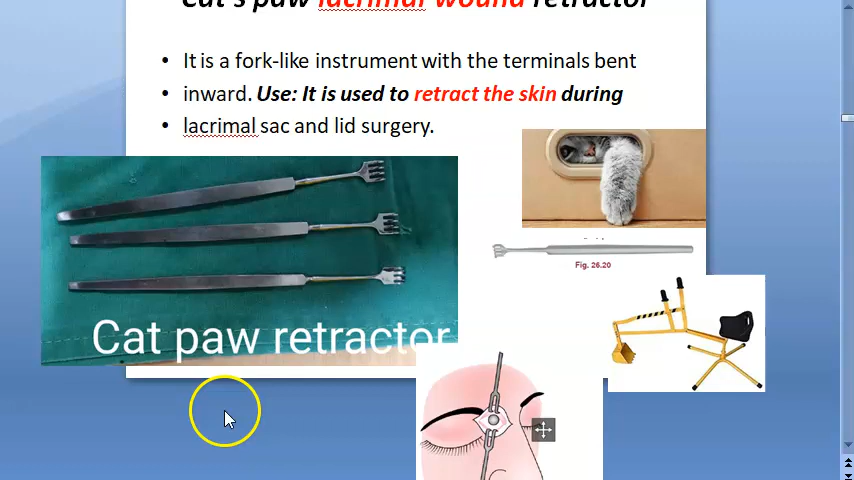 Cat's paw lacrimal wound retractor
• It is a fork-like instrument with the terminals bent
• inward. Use: It is used to retract the skin during
• lacrimal sac and lid surgery.
Fig. 26.20
Cat paw retractor